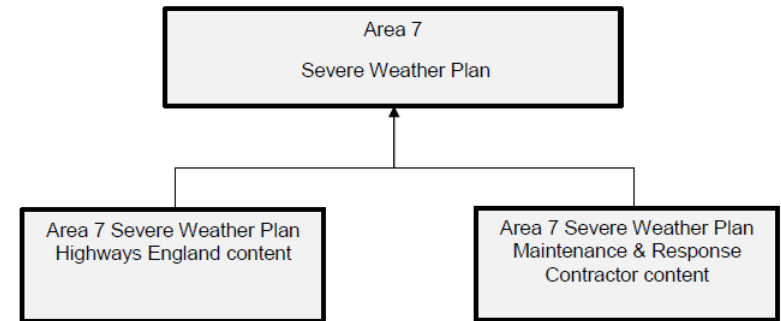 Area 7
Severe Weather Plan
Area 7 Severe Weather Plan
Highways England content
Area 7 Severe Weather Plan
Maintenance & Response
Contractor content